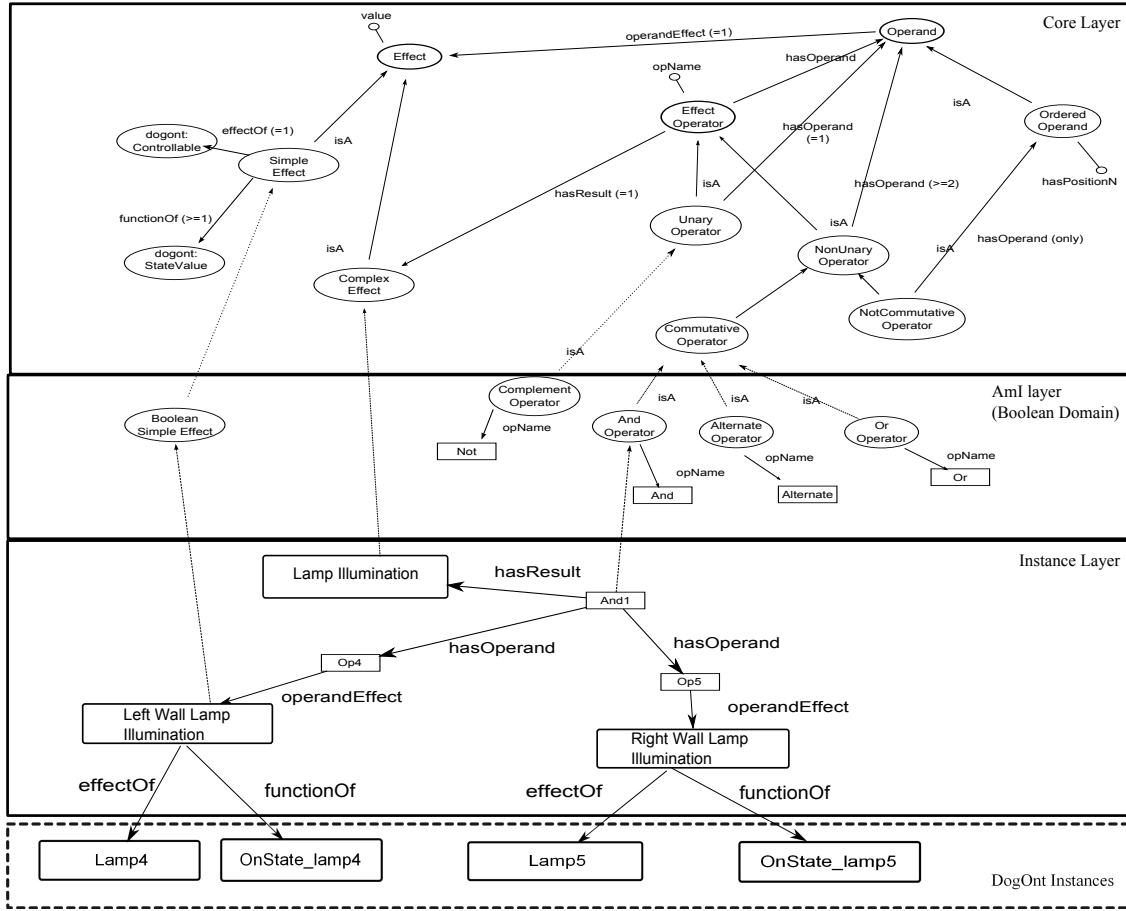 value
Core Layer
operandEffect (=1)
Operand
Effect
hasOperand
opName
isA
Effect
Operator
Ordered
Operand
dogont:
Controllable
effectOf (=1)
isA
Simple
Effect
hasOperand
(=1)
isA
hasPositionN
hasResult (=1)
hasOperand (>=2)
functionOf (>=1)
Unary
Operator
isA
dogont:
StateValue
isA
NonUnary
Operator
isA
hasOperand (only)
Complex
Effect
NotCommutative
Operator
Commutative
Operator
isA
AmI layer
(Boolean Domain)
Complement
Operator
isA
isA
isA
Boolean
Simple Effect
opName
And
Operator
Alternate
Operator
Or
Operator
Not
opName
opName
opName
And
Alternate
Or
Instance Layer
Lamp Illumination
hasResult
And1
hasOperand
hasOperand
Op4
Op5
operandEffect
operandEffect
Left Wall Lamp
Illumination
Right Wall Lamp
Illumination
effectOf
functionOf
effectOf
functionOf
Lamp4
OnState_lamp4
Lamp5
OnState_lamp5
DogOnt Instances